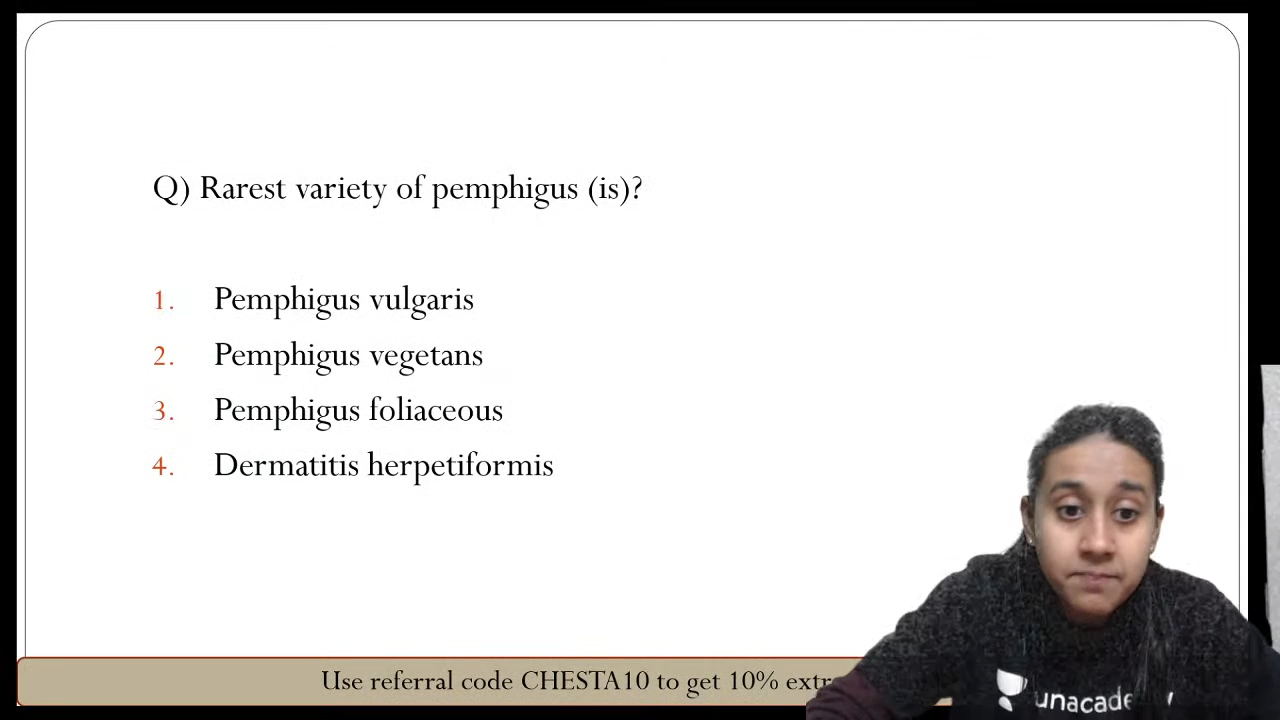 Q) Rarest variety of pemphigus (is)?
1. Pemphigus vulgaris
2. Pemphigus vegetans
3. Pemphigus foliaceous
4. Dermatitis herpetiformis
Use referral code CHESTA10 to get 10%